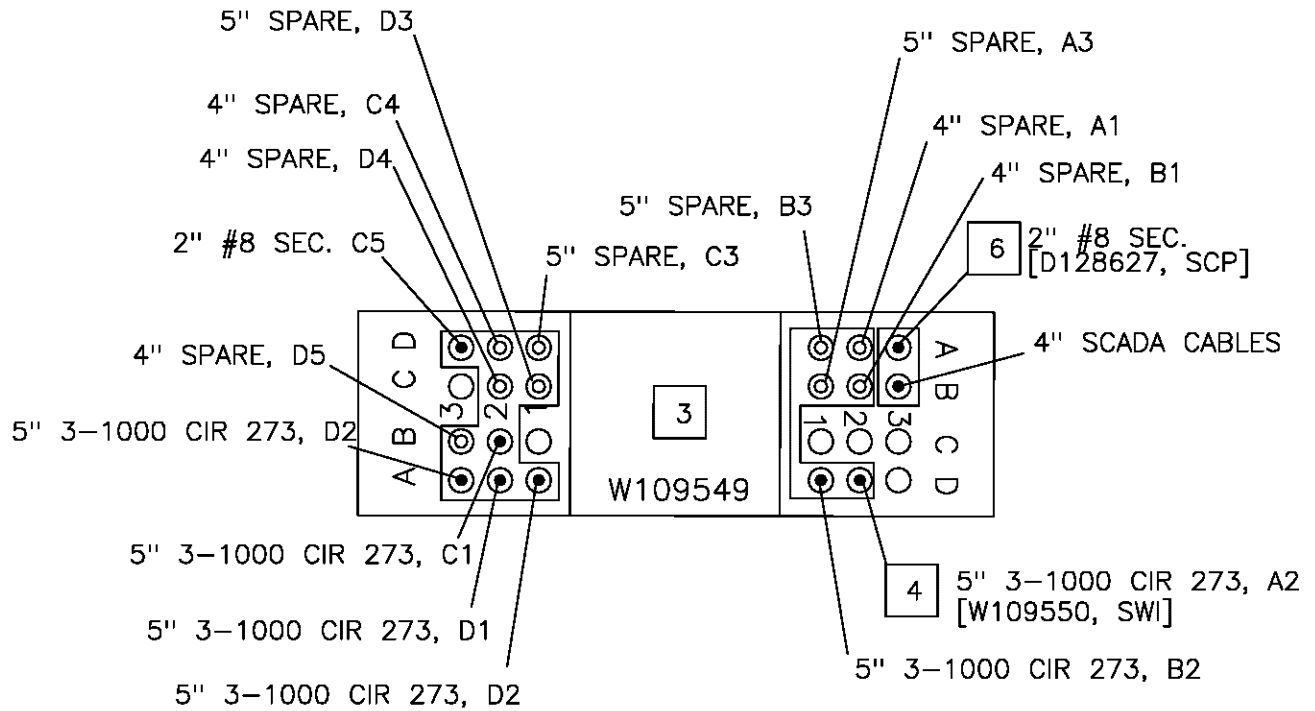 5" SPARE, D3
5" SPARE, A3
4" SPARE, C4
4" SPARE, A1
4" SPARE, D4
4" SPARE, B1
5" SPARE, B3
2" #8 SEC. C5
5" SPARE, C3
6
2" #8 SEC.
[D128627, SCP]
4" SPARE, D5
4" SCADA CABLES
5" 3-1000 CIR 273, D2
D
C
B
A
3
2
1
3
W109549
1
2
3
A
B
C
D
5" 3-1000 CIR 273, C1
4
5" 3-1000 CIR 273, A2
[W109550, SWI]
5" 3-1000 CIR 273, D1
5" 3-1000 CIR 273, B2
5" 3-1000 CIR 273, D2